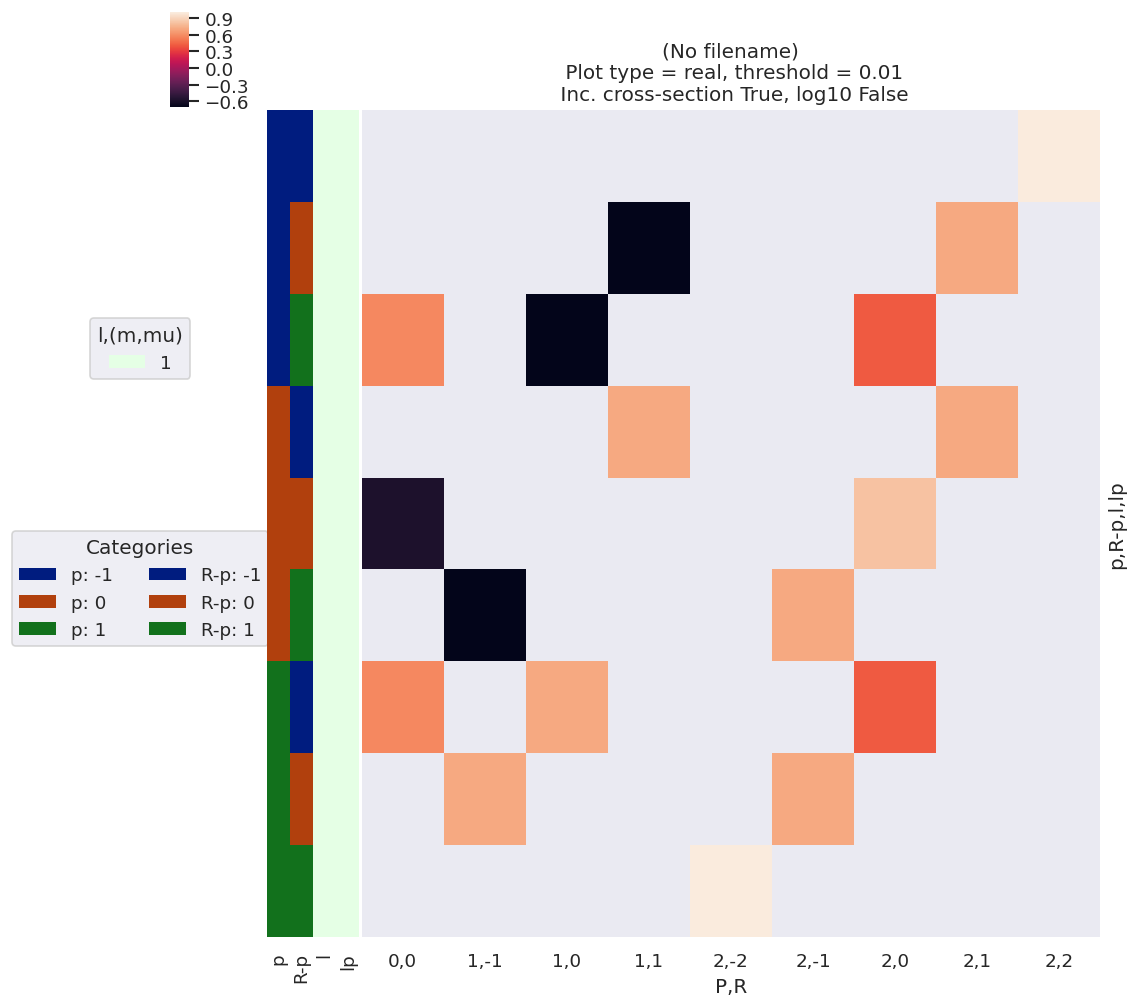 0.9
0.6
0.3
0.0
−0.3
−0.6
(No filename)
Plot type = real, threshold = 0.01
Inc. cross-section True, log10 False
l,(m,mu)
1
Categories
p: -1 R-p: -1
p: 0 R-p: 0
p: 1 R-p: 1
p,R-p,l,lp
p R-p l lp 0,0 1,-1 1,0 1,1 2,-2 2,-1 2,0 2,1 2,2
P,R